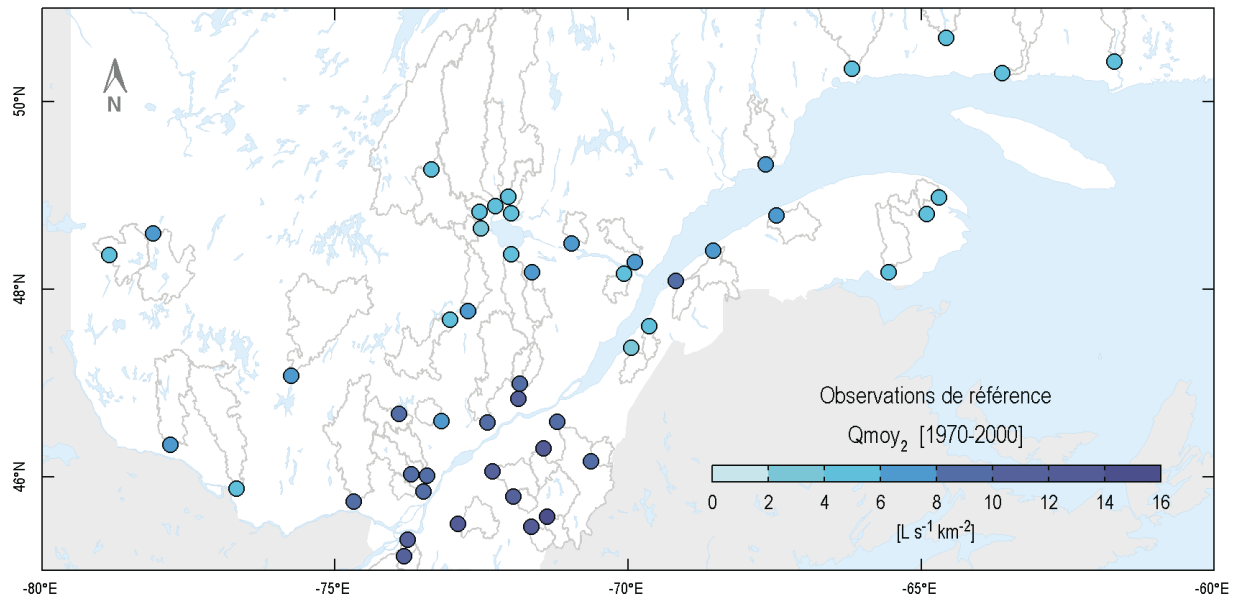 50°N
48°N
46°N
N
Observations de référence
Qmoy₂ [1970-2000]
0 2 4 6 8 10 12 14 16
[L s⁻¹ km⁻²]
-80°E -75°E -70°E -65°E -60°E